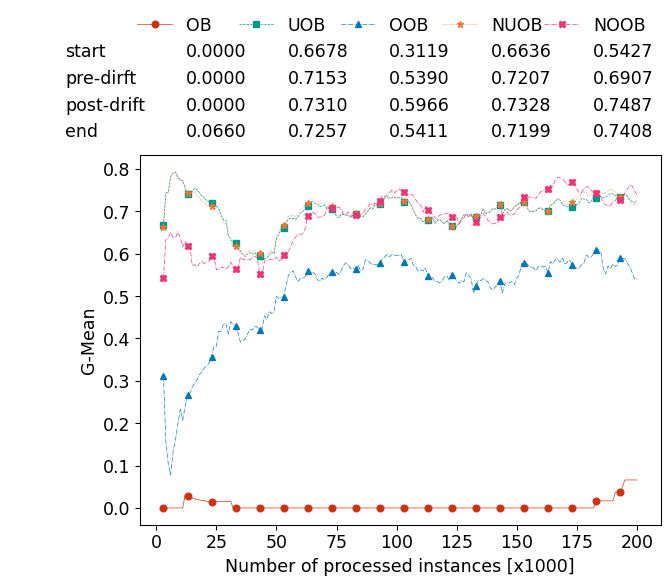 OB UOB OOB NUOB NOOB
start 0.0000 0.6678 0.3119 0.6636 0.5427
pre-dirft 0.0000 0.7153 0.5390 0.7207 0.6907
post-drift 0.0000 0.7310 0.5966 0.7328 0.7487
end 0.0660 0.7257 0.5411 0.7199 0.7408
0.8
0.7
0.6
0.5
0.4
0.3
0.2
0.1
0.0
G-Mean
0 25 50 75 100 125 150 175 200
Number of processed instances [x1000]